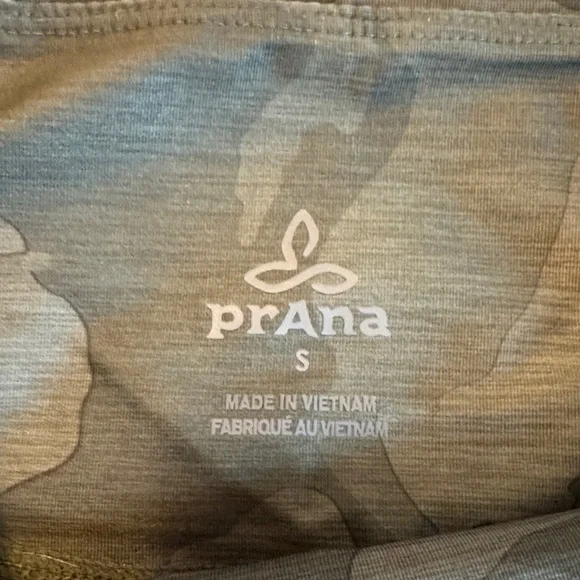 prAna
S
MADE IN VIETNAM
FABRIQUÉ AU VIETNAM